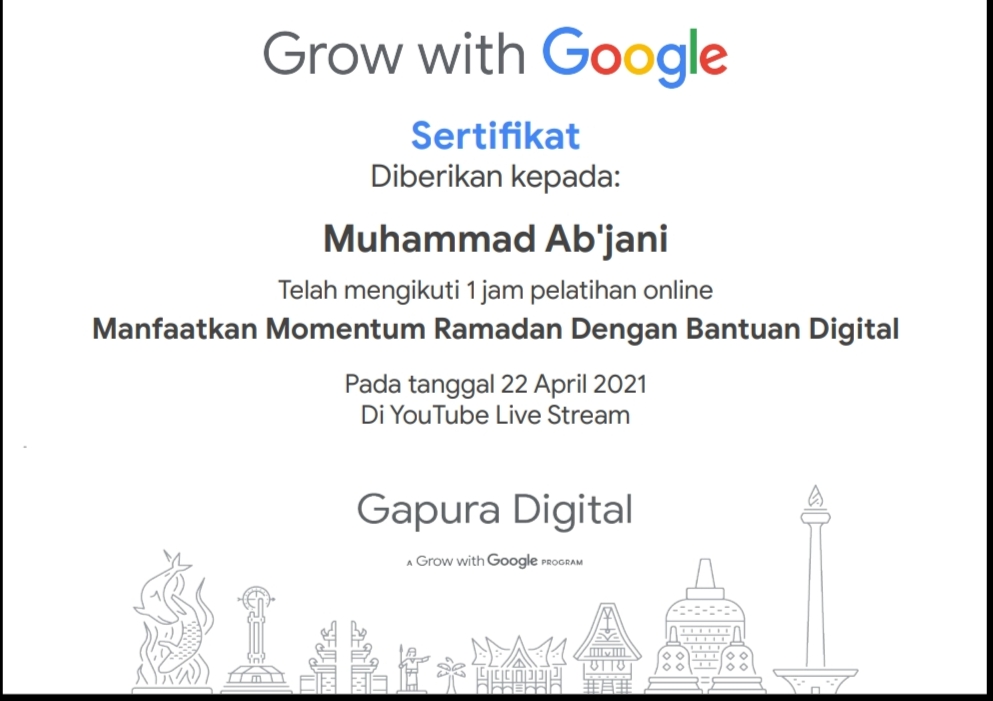 Grow with Google
Sertifikat
Diberikan kepada:
Muhammad Ab'jani
Telah mengikuti 1 jam pelatihan online
Manfaatkan Momentum Ramadan Dengan Bantuan Digital
Pada tanggal 22 April 2021
Di YouTube Live Stream
Gapura Digital
A Grow with Google PROGRAM